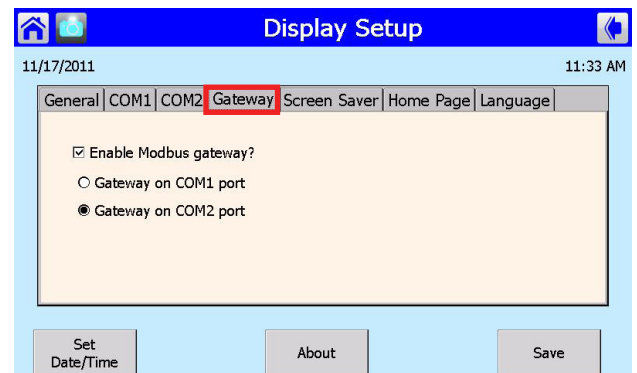 Display Setup
11/17/2011 11:33 AM
General COM1 COM2 Gateway Screen Saver Home Page Language
Enable Modbus gateway?
Gateway on COM1 port
Gateway on COM2 port
Set
Date/Time
About
Save